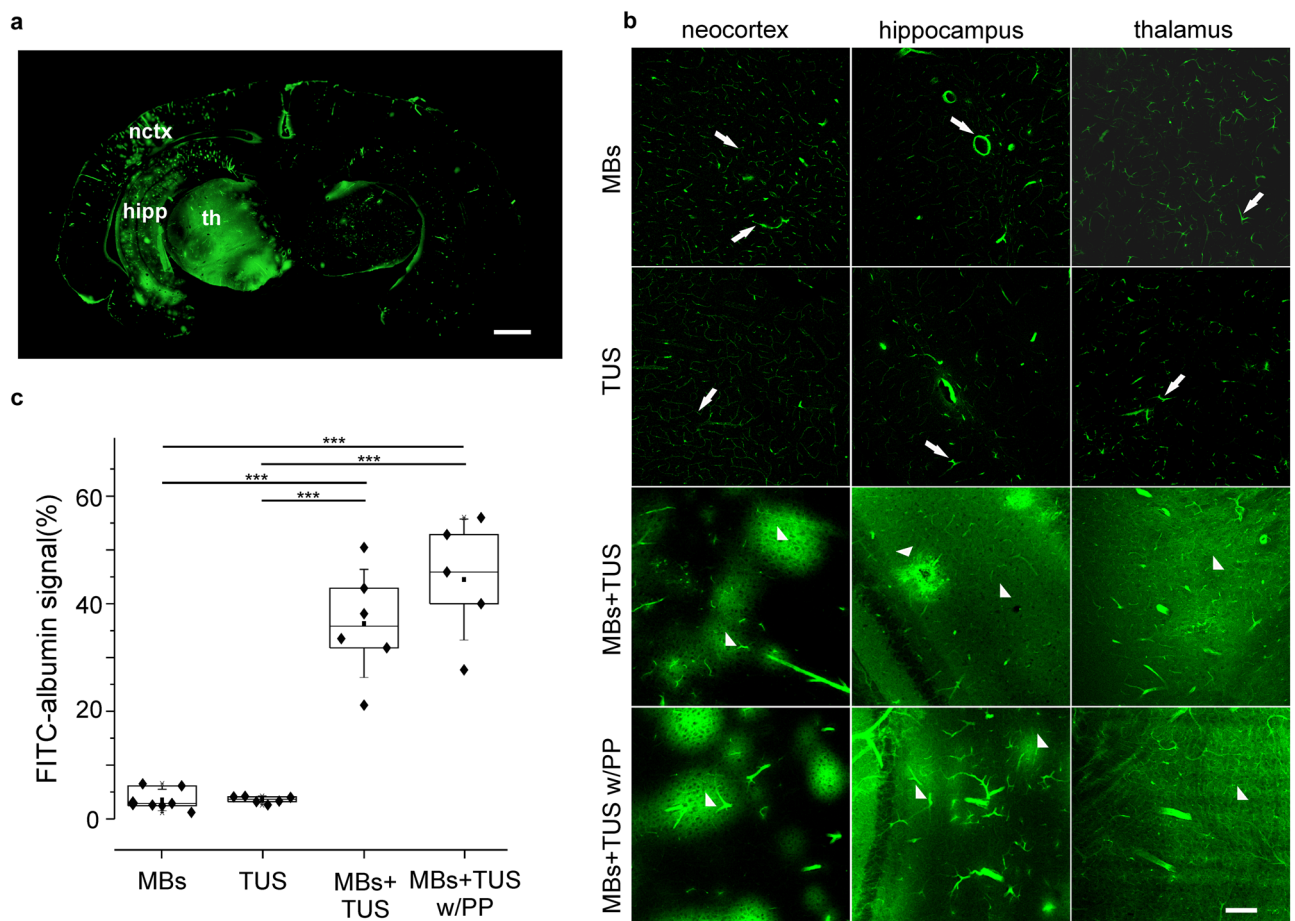 a
nctx
hipp
th
b
neocortex
hippocampus
thalamus
MBs
TUS
MBs+TUS
MBs+TUS w/PP
c
***
***
***
***
FITC-albumin signal(%)
60
40
20
0
MBs
TUS
MBs+
TUS
MBs+TUS
w/PP